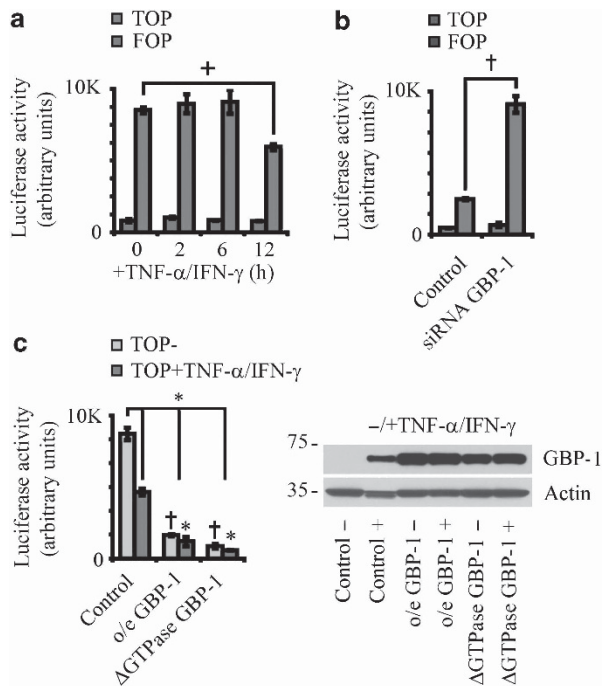 a
TOP
FOP
+
10K
0
Luciferase activity
(arbitrary units)
0 2 6 12
+TNF-α/IFN-γ (h)
b
TOP
FOP
†
10K
0
Luciferase activity
(arbitrary units)
Control
siRNA GBP-1
c
TOP-
TOP+TNF-α/IFN-γ
*
10K
0
Luciferase activity
(arbitrary units)
† * † *
Control
o/e GBP-1
ΔGTPase GBP-1
–/+TNF-α/IFN-γ
75 -
GBP-1
35 -
Actin
Control –
Control +
o/e GBP-1 –
o/e GBP-1 +
ΔGTPase GBP-1 –
ΔGTPase GBP-1 +